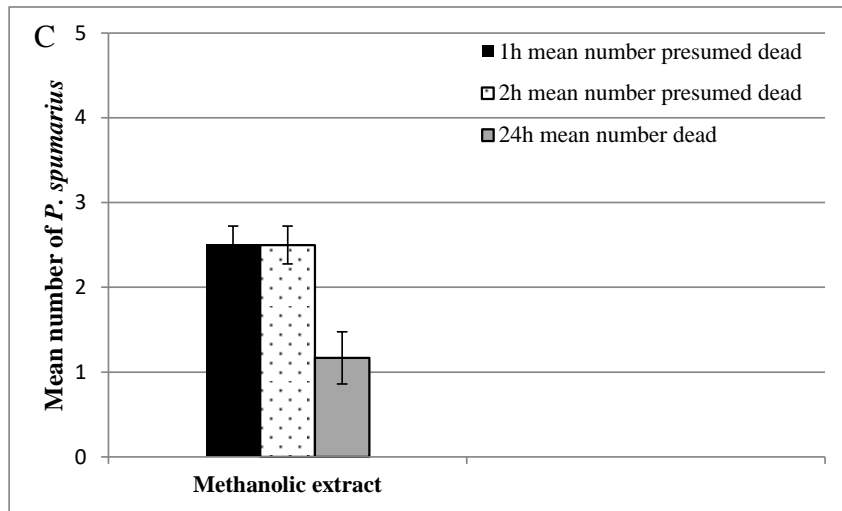 C
5
4
3
2
1
0
Mean number of P. spumarius
1h mean number presumed dead
2h mean number presumed dead
24h mean number dead
Methanolic extract